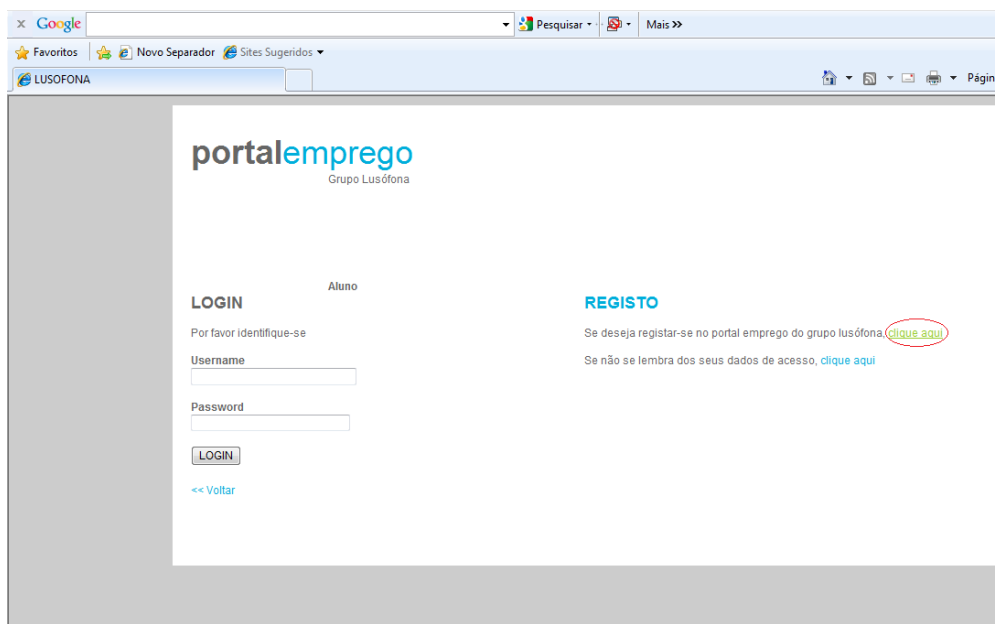 x Google Pesquisar Mais »
Favoritos Novo Separador Sites Sugeridos
LUSOFONA
portalemprego
Grupo Lusófona
Aluno
LOGIN
Por favor identifique-se
Username
Password
LOGIN
<< Voltar
REGISTO
Se deseja registar-se no portal emprego do grupo lusófona, clique aqui
Se não se lembra dos seus dados de acesso, clique aqui